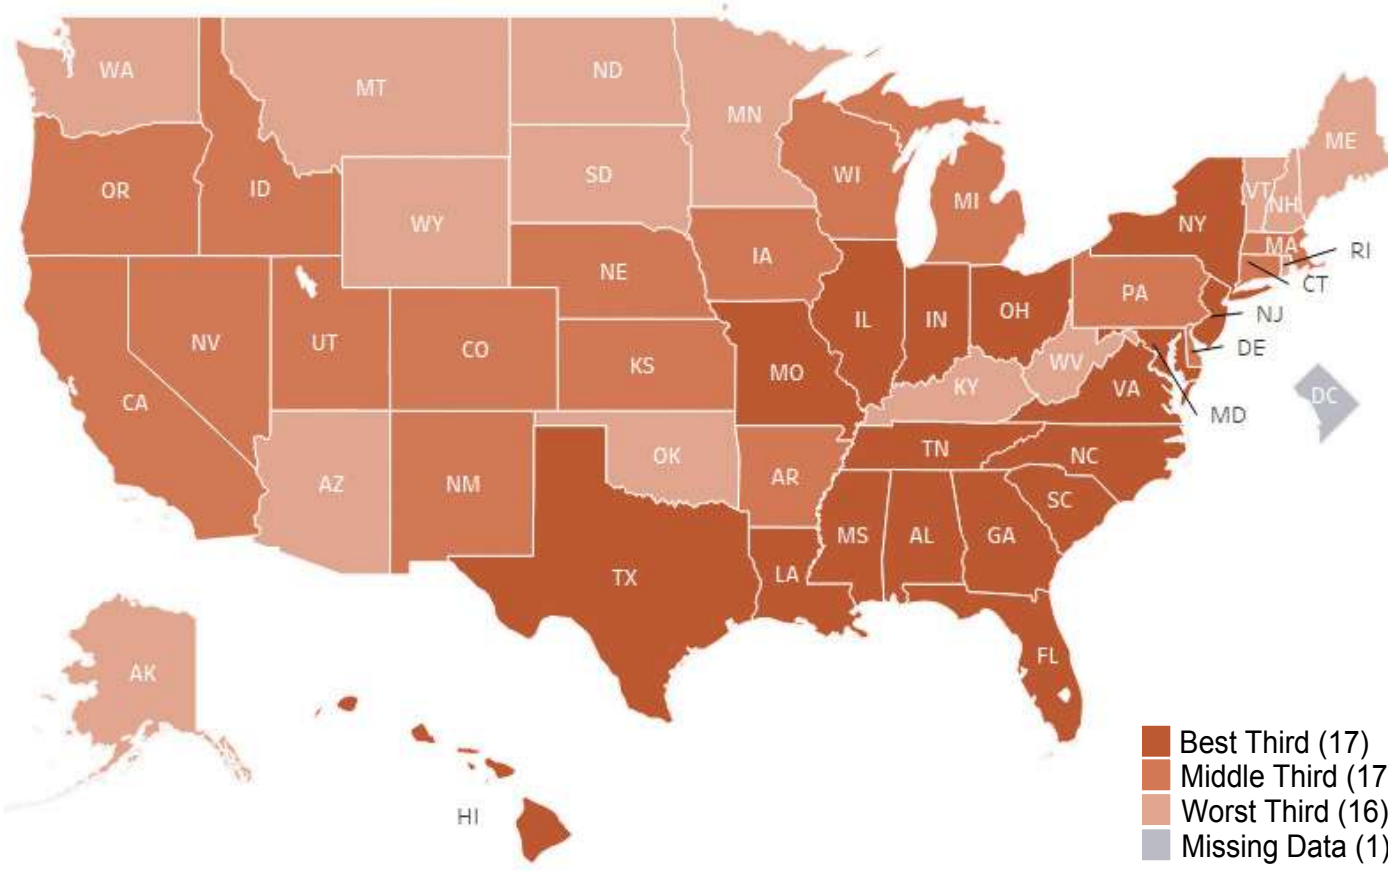 WA
MT
ND
MN
ME
OR
ID
SD
WI
MI
VT
NH
WY
NY
MA
RI
IA
NE
CT
PA
NV
UT
CO
IL
IN
OH
NJ
DE
KS
MO
WV
KY
VA
DC
CA
MD
TN
NC
OK
AZ
NM
AR
SC
MS
AL
GA
TX
LA
FL
AK
HI
Best Third (17)
Middle Third (17
Worst Third (16)
Missing Data (1)